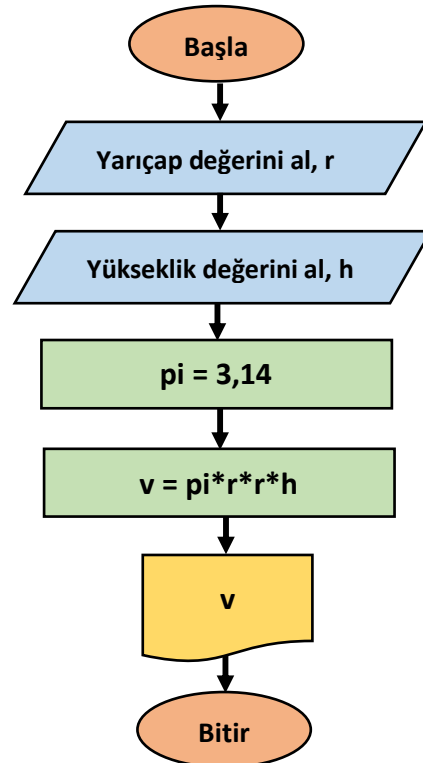 Başla
Yarıçap değerini al, r
Yükseklik değerini al, h
pi = 3,14
v = pi*r*r*h
v
Bitir